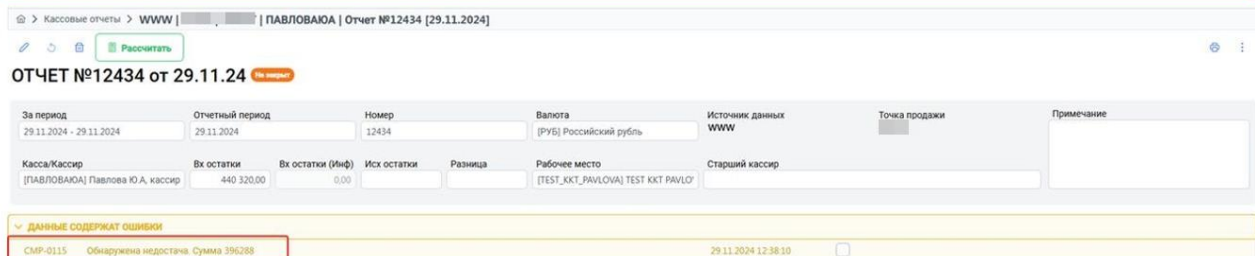 Кассовые отчеты > WWW | | ПАВЛОВАЮА | Отчет №12434 [29.11.2024]
Рассчитать
ОТЧЕТ №12434 от 29.11.24 Не закрыт
За период Отчетный период Номер Валюта Источник данных Точка продажи Примечание
29.11.2024 - 29.11.2024 29.11.2024 12434 [РУБ] Российский рубль WWW
Касса/Кассир Вх остатки Вх остатки (Инф) Исх остатки Разница Рабочее место Старший кассир
[ПАВЛОВАЮА] Павлова Ю.А, кассир 440 320,00 0,00 [TEST_KKT_PAVLOVA] TEST KKT PAVLO
ДАННЫЕ СОДЕРЖАТ ОШИБКИ
CMP-0115 Обнаружена недостача. Сумма 396288 29.11.2024 12:38:10